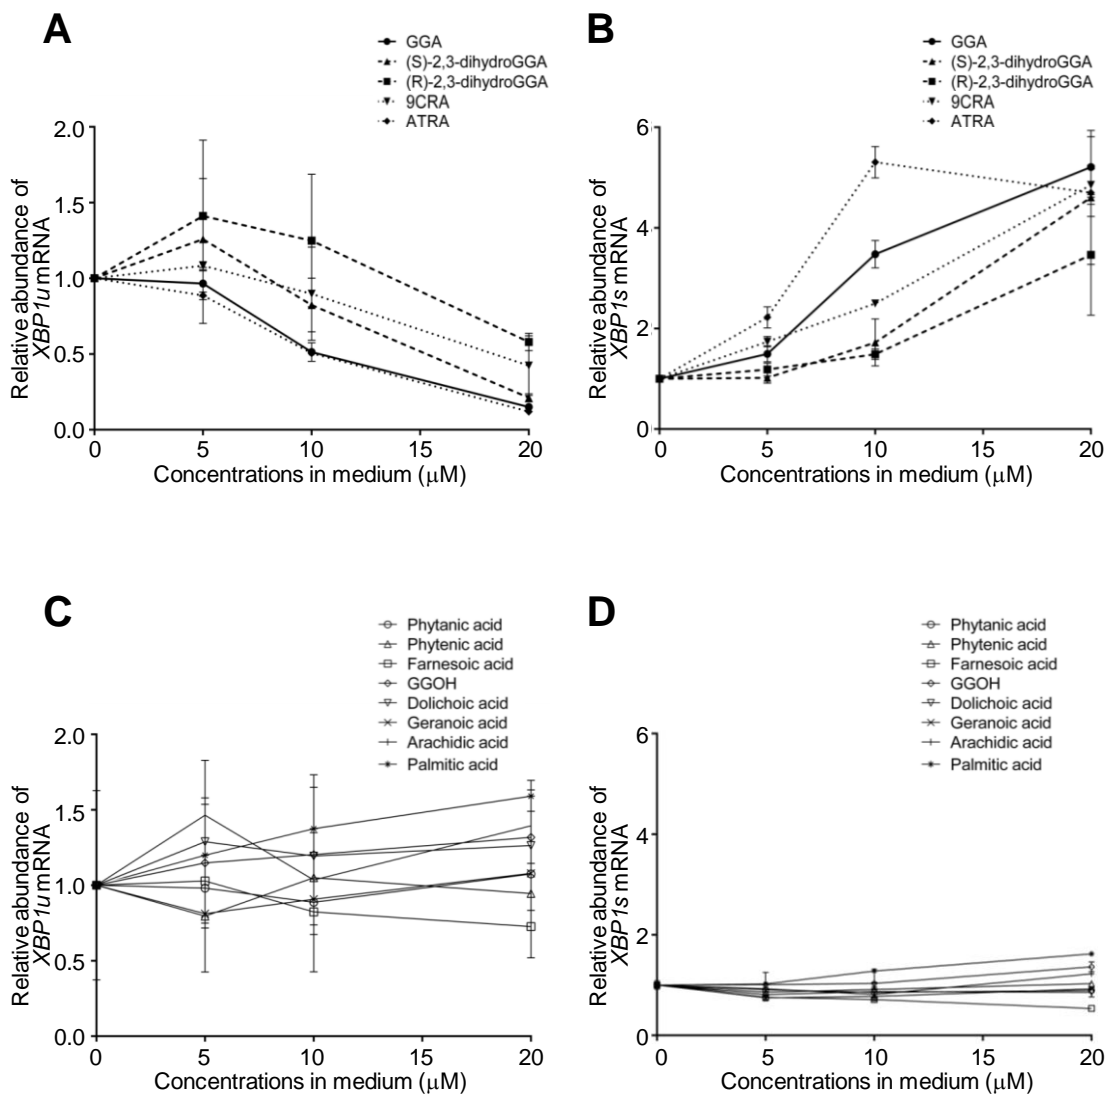 A
GGA
(S)-2,3-dihydroGGA
(R)-2,3-dihydroGGA
9CRA
ATRA
2.0
1.5
1.0
0.5
0.0
0
5
10
15
20
Relative abundance of
XBP1u mRNA
Concentrations in medium (μM)
B
GGA
(S)-2,3-dihydroGGA
(R)-2,3-dihydroGGA
9CRA
ATRA
6
4
2
0
0
5
10
15
20
Relative abundance of
XBP1s mRNA
Concentrations in medium (μM)
C
Phytanic acid
Phytenic acid
Farnesoic acid
GGOH
Dolichoic acid
Geranoic acid
Arachidic acid
Palmitic acid
2.0
1.5
1.0
0.5
0.0
0
5
10
15
20
Relative abundance of
XBP1u mRNA
Concentrations in medium (μM)
D
Phytanic acid
Phytenic acid
Farnesoic acid
GGOH
Dolichoic acid
Geranoic acid
Arachidic acid
Palmitic acid
6
4
2
0
0
5
10
15
20
Relative abundance of
XBP1s mRNA
Concentrations in medium (μM)